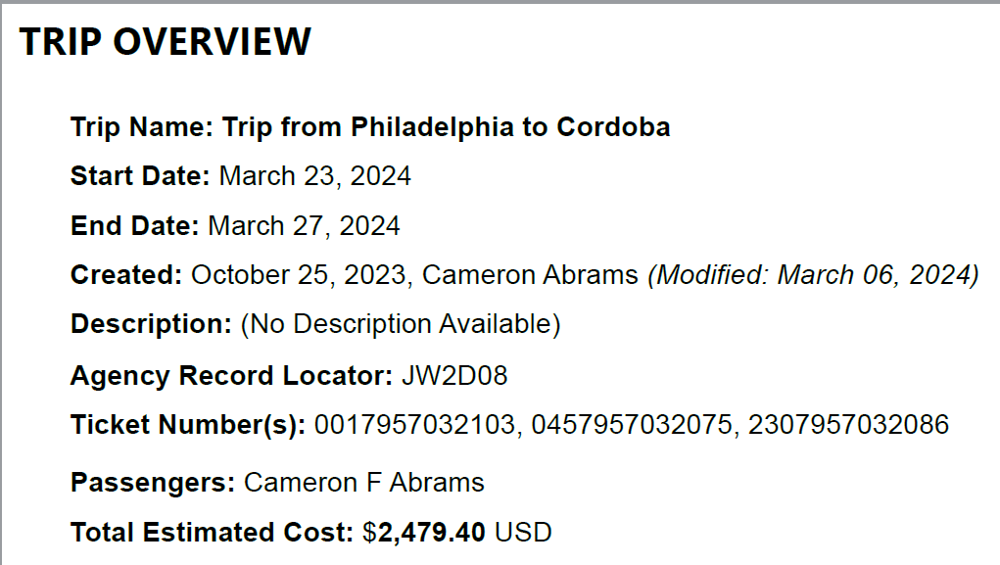 TRIP OVERVIEW
Trip Name: Trip from Philadelphia to Cordoba
Start Date: March 23, 2024
End Date: March 27, 2024
Created: October 25, 2023, Cameron Abrams (Modified: March 06, 2024)
Description: (No Description Available)
Agency Record Locator: JW2D08
Ticket Number(s): 0017957032103, 0457957032075, 2307957032086
Passengers: Cameron F Abrams
Total Estimated Cost: $2,479.40 USD